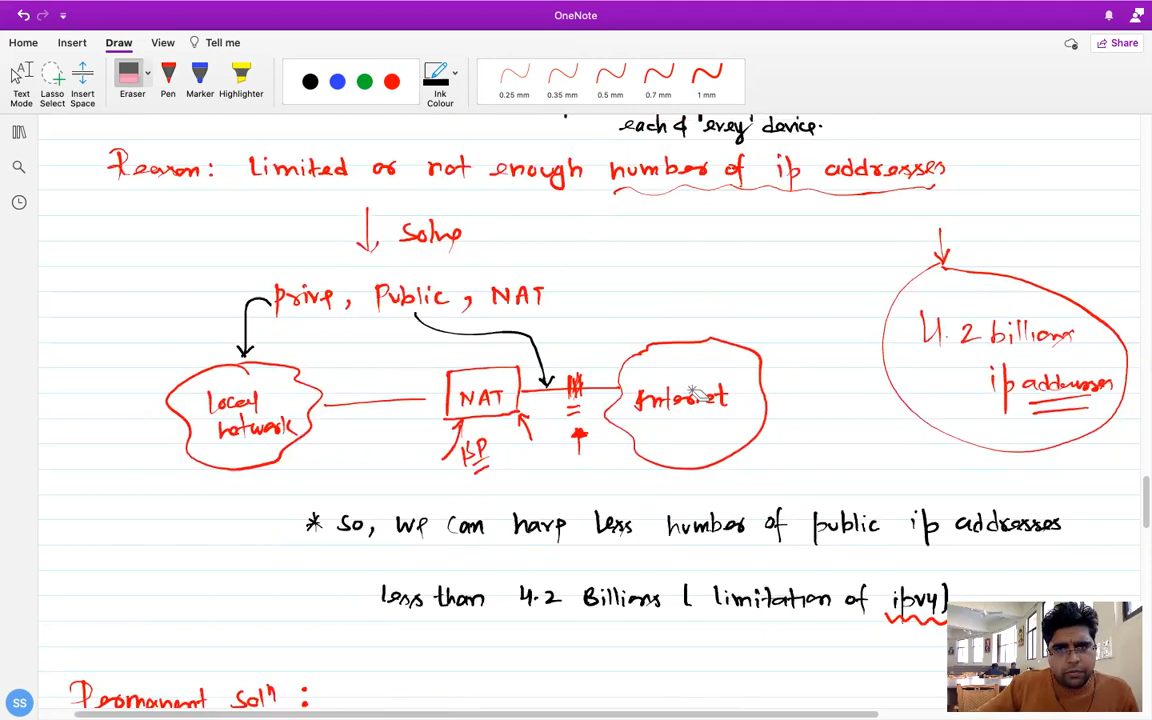 OneNote
Home Insert Draw View Tell me
Share
Text Mode
Lasso Select
Insert Space
Eraser
Pen
Marker
Highlighter
Ink Colour
0.25 mm 0.35 mm 0.5 mm 0.7 mm 1 mm
each & 'evey' device.
Reason: Limited or not enough number of ip addresses
solve
prive, Public, NAT
4.2 billions
ip addresses
local
network
NAT
Internet
ISP
* So, we can have less number of public ip addresses
less than 4.2 Billions ( limitation of ipv4)
Permanent solⁿ :
SS